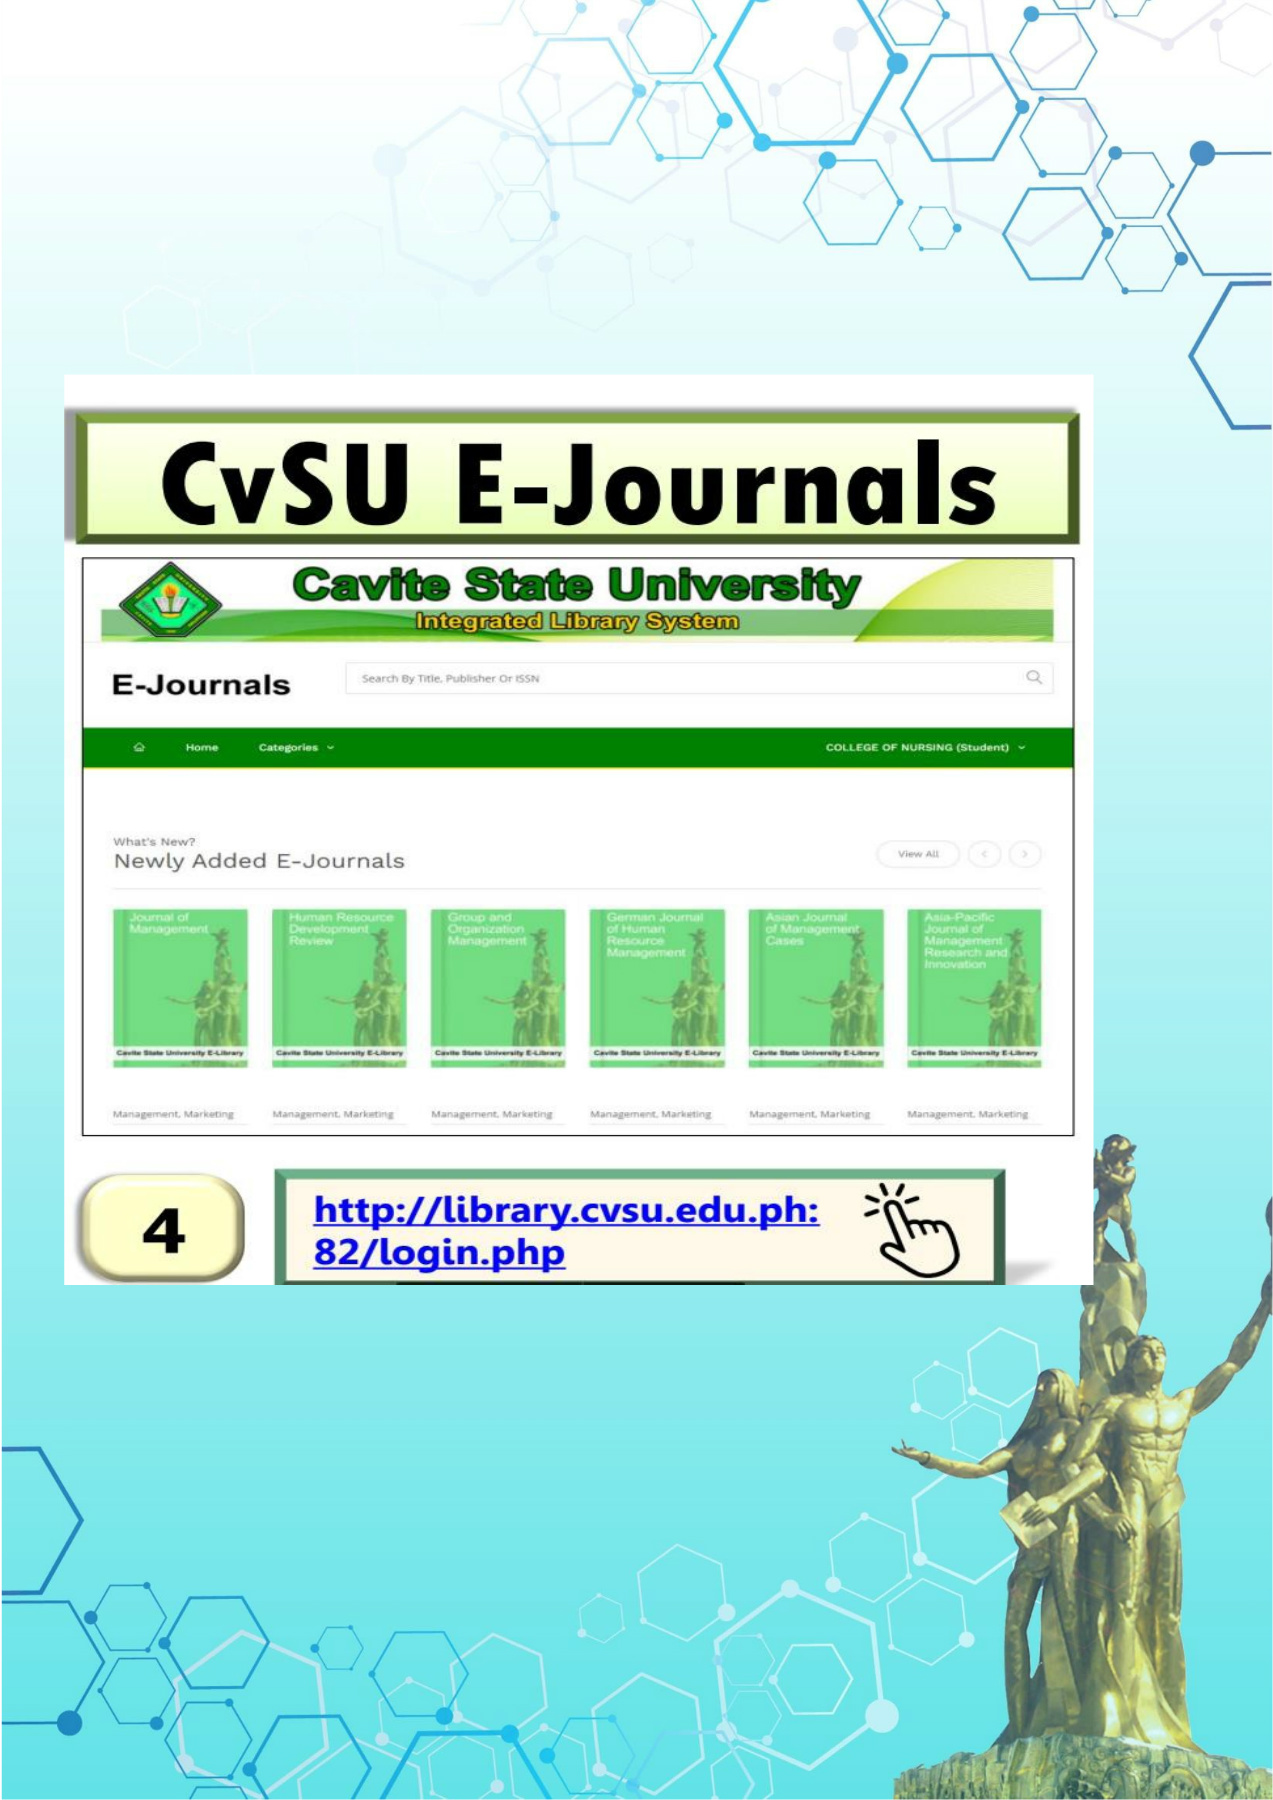 CvSU E-Journals
Cavite State University
Integrated Library System
E-Journals
Search By Title, Publisher Or ISSN
Home Categories COLLEGE OF NURSING (Student)
What's New?
Newly Added E-Journals
View All
Journal of
Management
Cavite State University E-Library
Human Resource
Development
Review
Cavite State University E-Library
Group and
Organization
Management
Cavite State University E-Library
German Journal
of Human
Resource
Management
Cavite State University E-Library
Asian Journal
of Management
Cases
Cavite State University E-Library
Asia-Pacific
Journal of
Management
Research and
Innovation
Cavite State University E-Library
Management, Marketing Management, Marketing Management, Marketing Management, Marketing Management, Marketing Management, Marketing
4
http://library.cvsu.edu.ph:
82/login.php